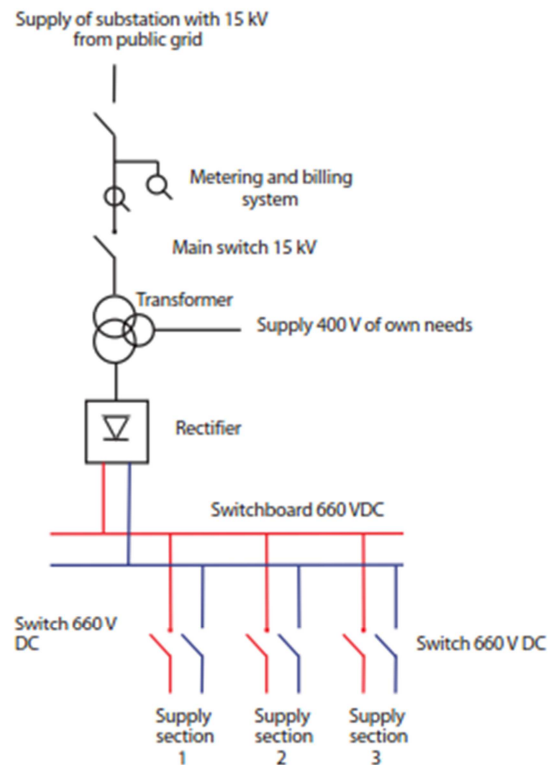 Supply of substation with 15 kV
from public grid
Metering and billing
system
Main switch 15 kV
Transformer
Supply 400 V of own needs
Rectifier
Switchboard 660 VDC
Switch 660 V
DC
Switch 660 V DC
Supply
section
1
Supply
section
2
Supply
section
3